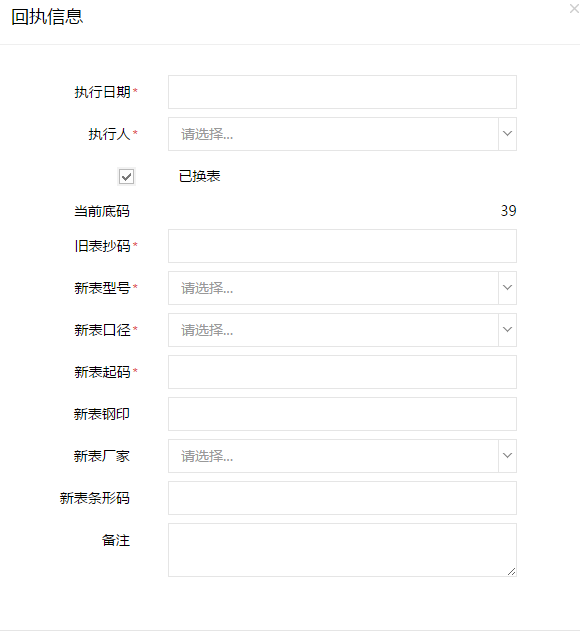 回执信息
执行日期*
执行人* 请选择...
已换表
当前底码 39
旧表抄码*
新表型号* 请选择...
新表口径* 请选择...
新表起码*
新表钢印
新表厂家 请选择...
新表条形码
备注